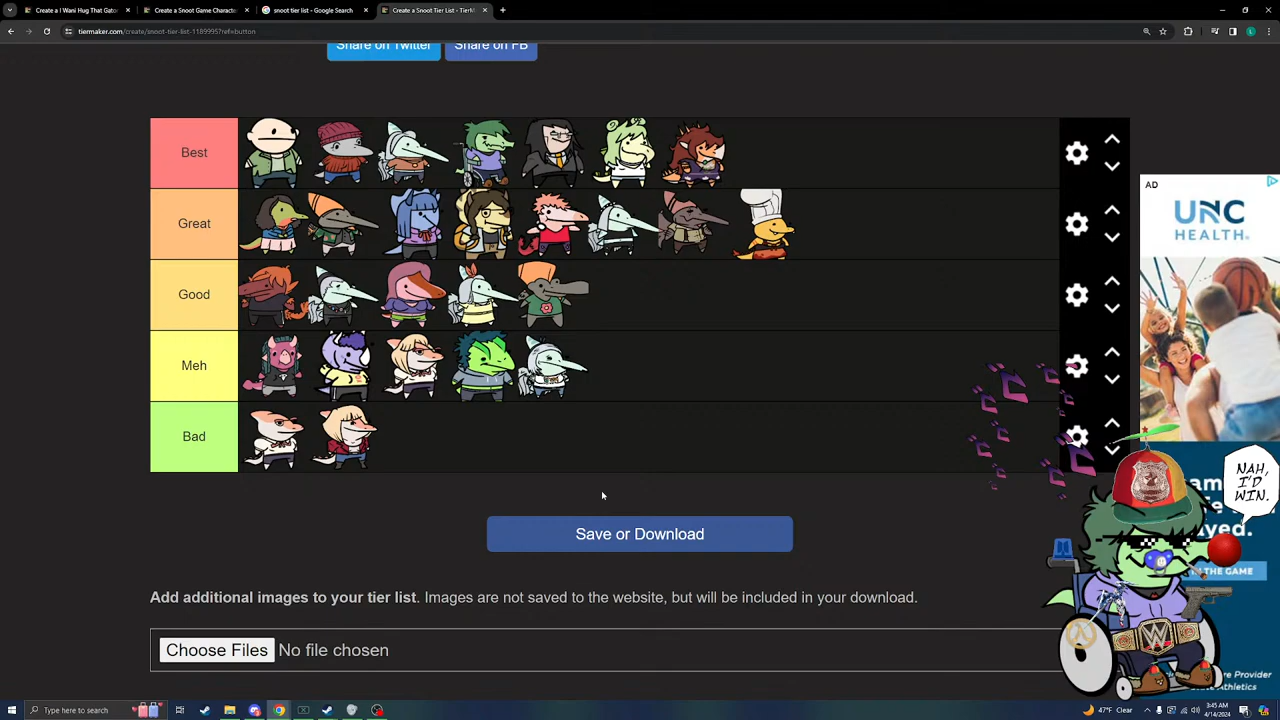 Create a I Wani Hug That Gator
Create a Snoot Game Character
snoot tier list - Google Search
Create a Snoot Tier List - TierM
tiermaker.com/create/snoot-tier-list-1189995?ref=button
Share on Twitter
Share on FB
Best
Great
Good
Meh
Bad
AD
UNC
HEALTH
NAH,
I'D
WIN.
IN THE GAME
Save or Download
Add additional images to your tier list. Images are not saved to the website, but will be included in your download.
Choose Files No file chosen
Type here to search
47°F Clear
3:45 AM
4/14/2024